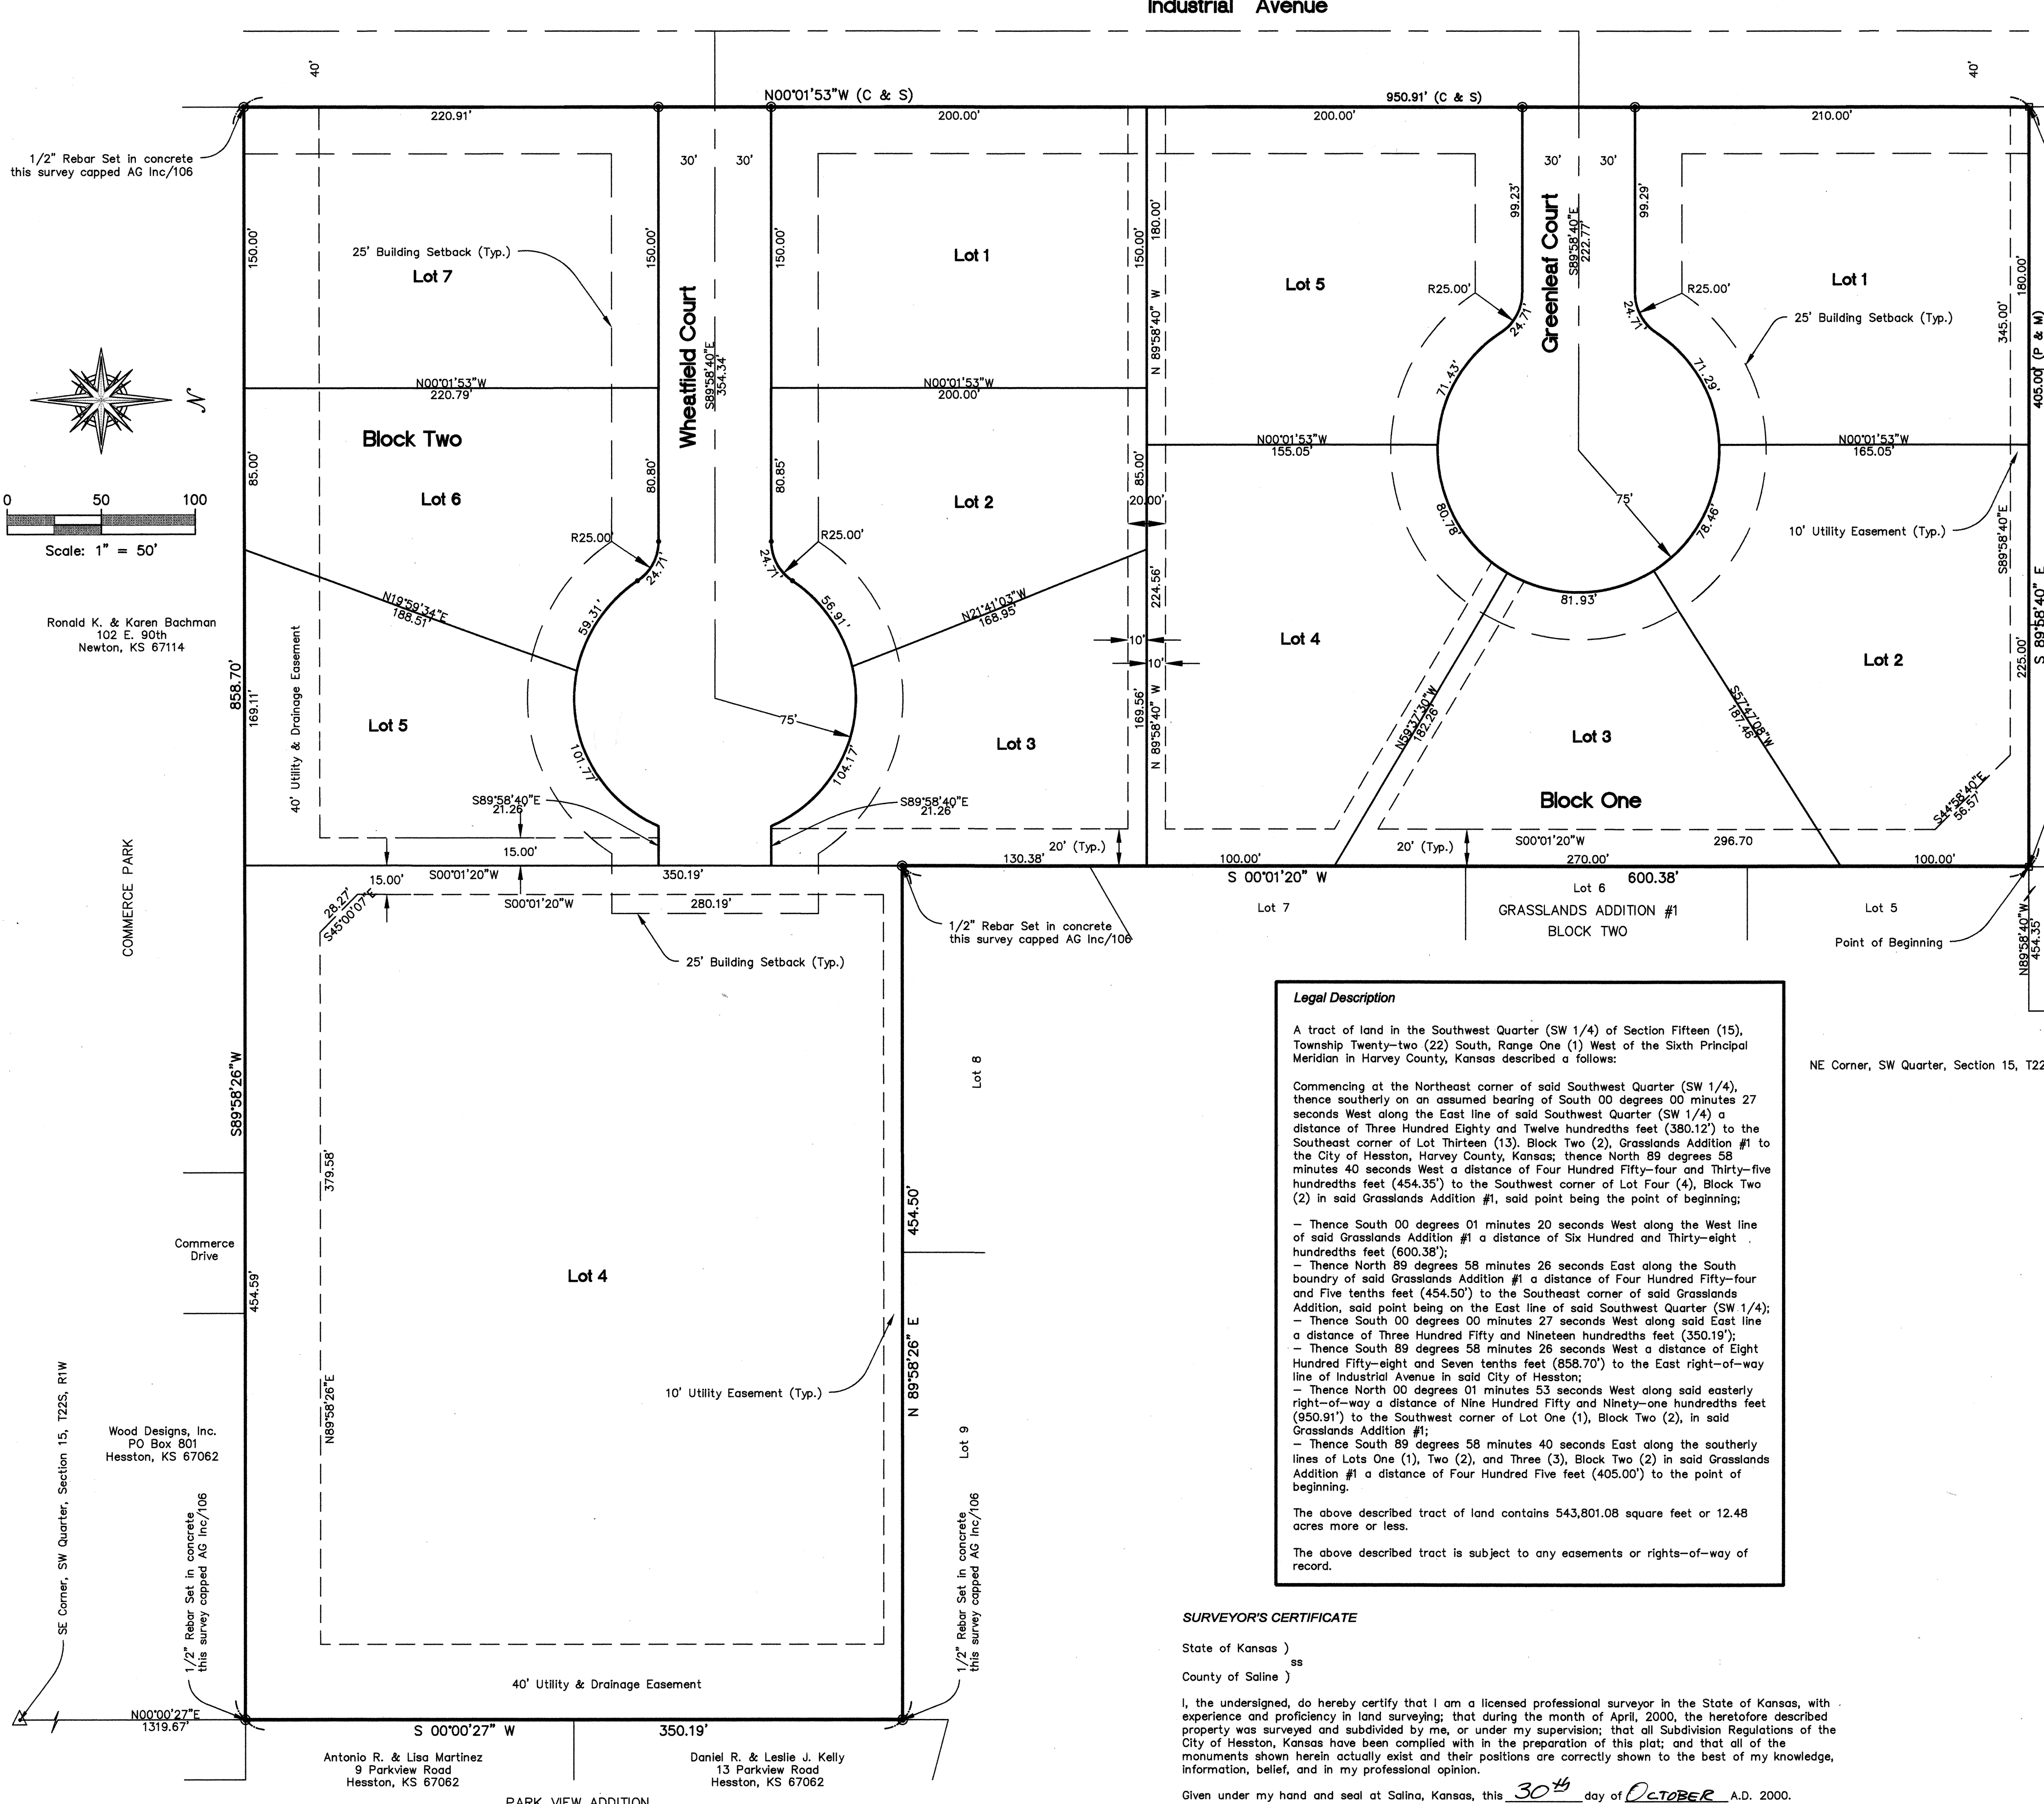 Industrial Avenue
40'
40'
N00°01'53"W (C & S)
950.91' (C & S)
220.91'
200.00'
200.00'
210.00'
1/2" Rebar Set in concrete
this survey capped AG Inc/106
30'
30'
30'
30'
150.00'
150.00'
150.00'
150.00'
180.00'
99.23'
99.29'
180.00'
345.00'
405.00' (P & M)
25' Building Setback (Typ.)
Lot 7
Lot 1
Lot 5
Lot 1
Wheatfield Court
S89°58'40"E
354.34'
Greenleaf Court
S89°58'40"E
222.77'
N 89°58'40" W
R25.00'
R25.00'
24.71'
24.71'
25' Building Setback (Typ.)
71.43'
71.29'
N
N00°01'53"W
220.79'
N00°01'53"W
200.00'
N00°01'53"W
155.05'
N00°01'53"W
165.05'
Block Two
Lot 6
Lot 2
85.00'
80.80'
80.85'
85.00'
20.00'
75'
80.78'
78.46'
0 50 100
Scale: 1" = 50'
10' Utility Easement (Typ.)
S89°58'40"E
S 89°58'40" E
R25.00'
R25.00'
24.71'
24.71'
N19°59'34"E
188.51'
59.31'
56.91'
N21°41'03"W
168.95'
224.56'
81.93'
Ronald K. & Karen Bachman
102 E. 90th
Newton, KS 67114
40' Utility & Drainage Easement
10'
10'
Lot 4
Lot 2
225.00'
858.70'
169.11'
Lot 5
75'
101.77'
104.17'
Lot 3
169.56'
N 89°58'40" W
N59°37'30"W
182.26'
S57°47'08"W
187.46'
Lot 3
Block One
S44°58'40"E
56.57'
S89°58'40"E
21.26'
S89°58'40"E
21.26'
15.00'
20' (Typ.)
20' (Typ.)
S00°01'20"W
296.70
130.38'
100.00'
270.00'
100.00'
15.00'
S00°01'20"W
350.19'
S 00°01'20" W
600.38'
28.27'
S45°00'07"E
S00°01'20"W
280.19'
Lot 7
Lot 6
GRASSLANDS ADDITION #1
BLOCK TWO
Lot 5
Point of Beginning
N89°58'40"W
454.35'
COMMERCE PARK
1/2" Rebar Set in concrete
this survey capped AG Inc/106
25' Building Setback (Typ.)
Lot 8
NE Corner, SW Quarter, Section 15, T22
S89°58'26"W
379.58'
454.50'
Commerce
Drive
454.59'
Lot 4
N 89°58'26" E
10' Utility Easement (Typ.)
N89°58'26"E
Lot 9
SE Corner, SW Quarter, Section 15, T22S, R1W
Wood Designs, Inc.
PO Box 801
Hesston, KS 67062
1/2" Rebar Set in concrete
this survey capped AG Inc/106
1/2" Rebar Set in concrete
this survey capped AG Inc/106
40' Utility & Drainage Easement
N00°00'27"E
1319.67'
S 00°00'27" W
350.19'
Antonio R. & Lisa Martinez
9 Parkview Road
Hesston, KS 67062
Daniel R. & Leslie J. Kelly
13 Parkview Road
Hesston, KS 67062
PARK VIEW ADDITION
Legal Description
A tract of land in the Southwest Quarter (SW 1/4) of Section Fifteen (15),
Township Twenty-two (22) South, Range One (1) West of the Sixth Principal
Meridian in Harvey County, Kansas described a follows:
Commencing at the Northeast corner of said Southwest Quarter (SW 1/4),
thence southerly on an assumed bearing of South 00 degrees 00 minutes 27
seconds West along the East line of said Southwest Quarter (SW 1/4) a
distance of Three Hundred Eighty and Twelve hundredths feet (380.12') to the
Southeast corner of Lot Thirteen (13). Block Two (2), Grasslands Addition #1 to
the City of Hesston, Harvey County, Kansas; thence North 89 degrees 58
minutes 40 seconds West a distance of Four Hundred Fifty-four and Thirty-five
hundredths feet (454.35') to the Southwest corner of Lot Four (4), Block Two
(2) in said Grasslands Addition #1, said point being the point of beginning;
– Thence South 00 degrees 01 minutes 20 seconds West along the West line
of said Grasslands Addition #1 a distance of Six Hundred and Thirty-eight
hundredths feet (600.38');
– Thence North 89 degrees 58 minutes 26 seconds East along the South
boundry of said Grasslands Addition #1 a distance of Four Hundred Fifty-four
and Five tenths feet (454.50') to the Southeast corner of said Grasslands
Addition, said point being on the East line of said Southwest Quarter (SW 1/4);
– Thence South 00 degrees 00 minutes 27 seconds West along said East line
a distance of Three Hundred Fifty and Nineteen hundredths feet (350.19');
– Thence South 89 degrees 58 minutes 26 seconds West a distance of Eight
Hundred Fifty-eight and Seven tenths feet (858.70') to the East right-of-way
line of Industrial Avenue in said City of Hesston;
– Thence North 00 degrees 01 minutes 53 seconds West along said easterly
right-of-way a distance of Nine Hundred Fifty and Ninety-one hundredths feet
(950.91') to the Southwest corner of Lot One (1), Block Two (2), in said
Grasslands Addition #1;
– Thence South 89 degrees 58 minutes 40 seconds East along the southerly
lines of Lots One (1), Two (2), and Three (3), Block Two (2) in said Grasslands
Addition #1 a distance of Four Hundred Five feet (405.00') to the point of
beginning.
The above described tract of land contains 543,801.08 square feet or 12.48
acres more or less.
The above described tract is subject to any easements or rights-of-way of
record.
SURVEYOR'S CERTIFICATE
State of Kansas )
ss
County of Saline )
I, the undersigned, do hereby certify that I am a licensed professional surveyor in the State of Kansas, with
experience and proficiency in land surveying; that during the month of April, 2000, the heretofore described
property was surveyed and subdivided by me, or under my supervision; that all Subdivision Regulations of the
City of Hesston, Kansas have been complied with in the preparation of this plat; and that all of the
monuments shown herein actually exist and their positions are correctly shown to the best of my knowledge,
information, belief, and in my professional opinion.
Given under my hand and seal at Salina, Kansas, this 30th day of OCTOBER A.D. 2000.